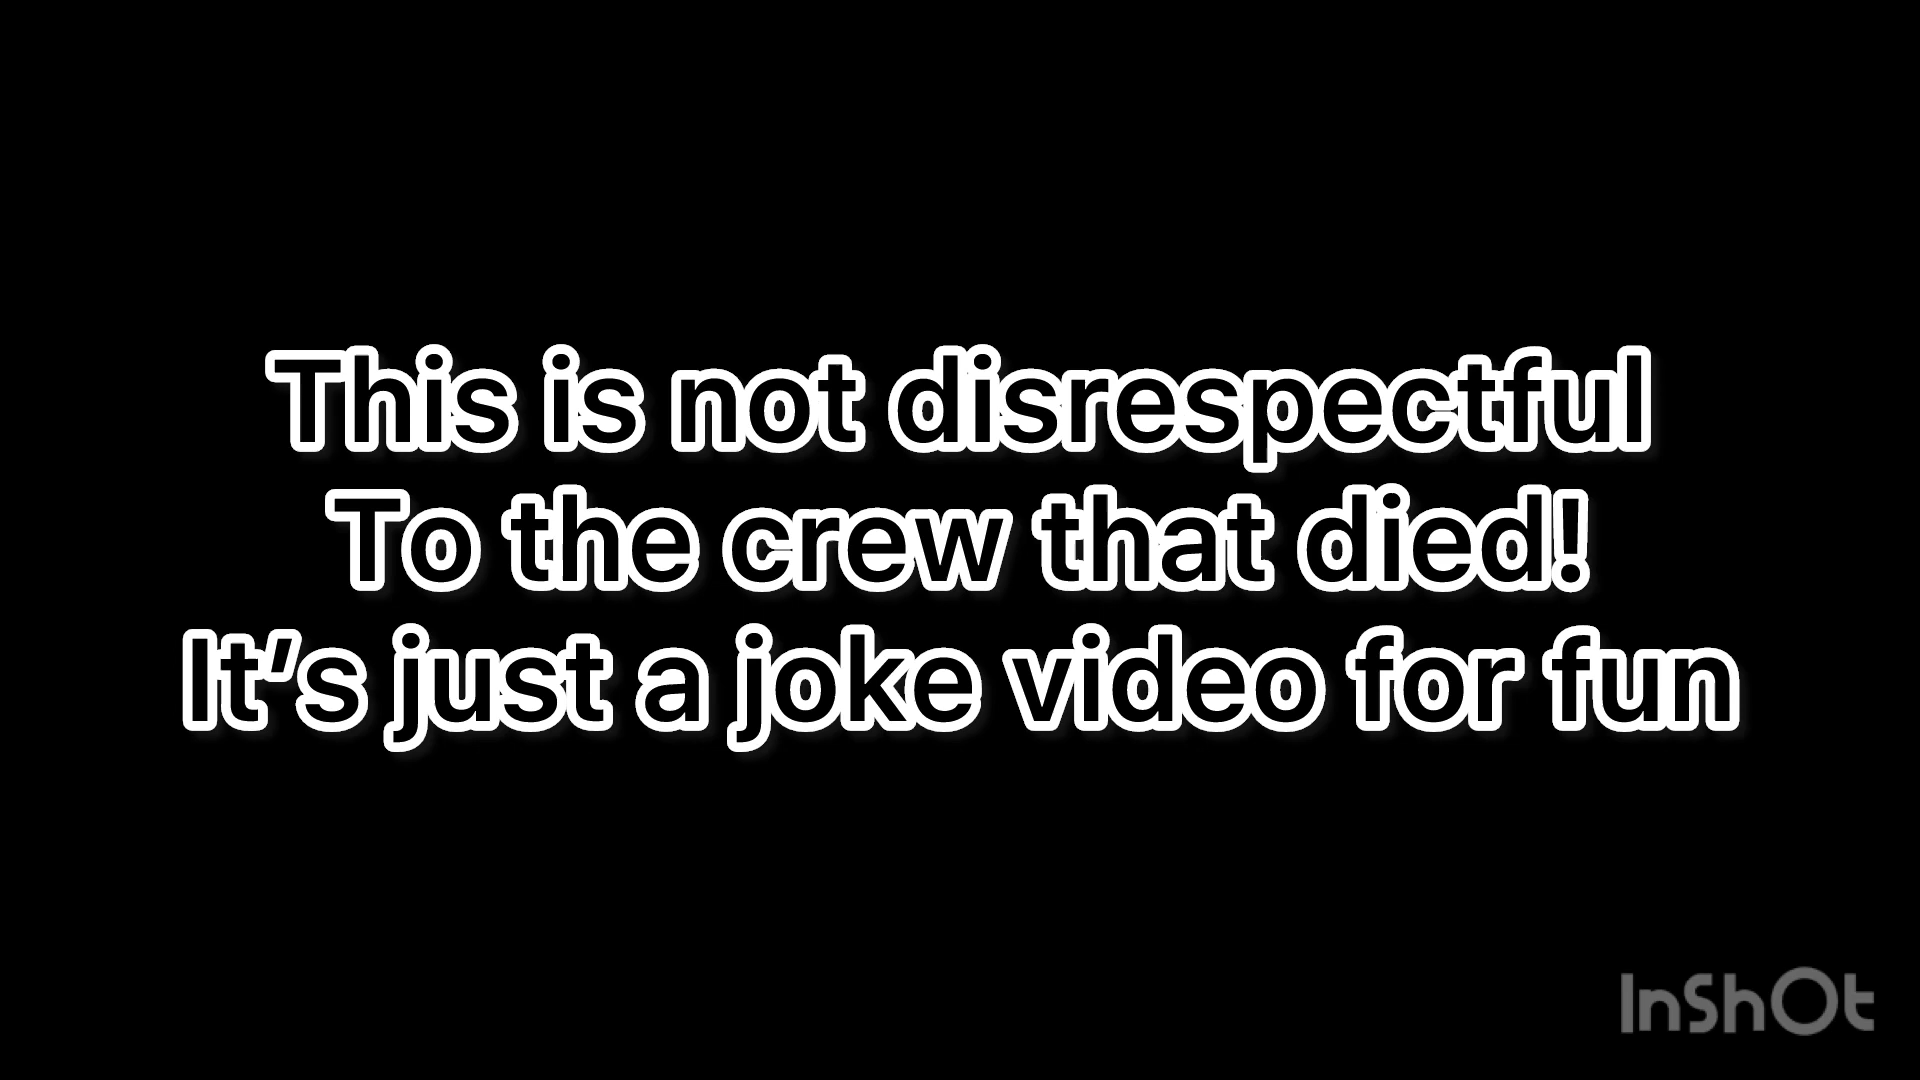 This is not disrespectful
To the crew that died!
It’s just a joke video for fun
InShOt